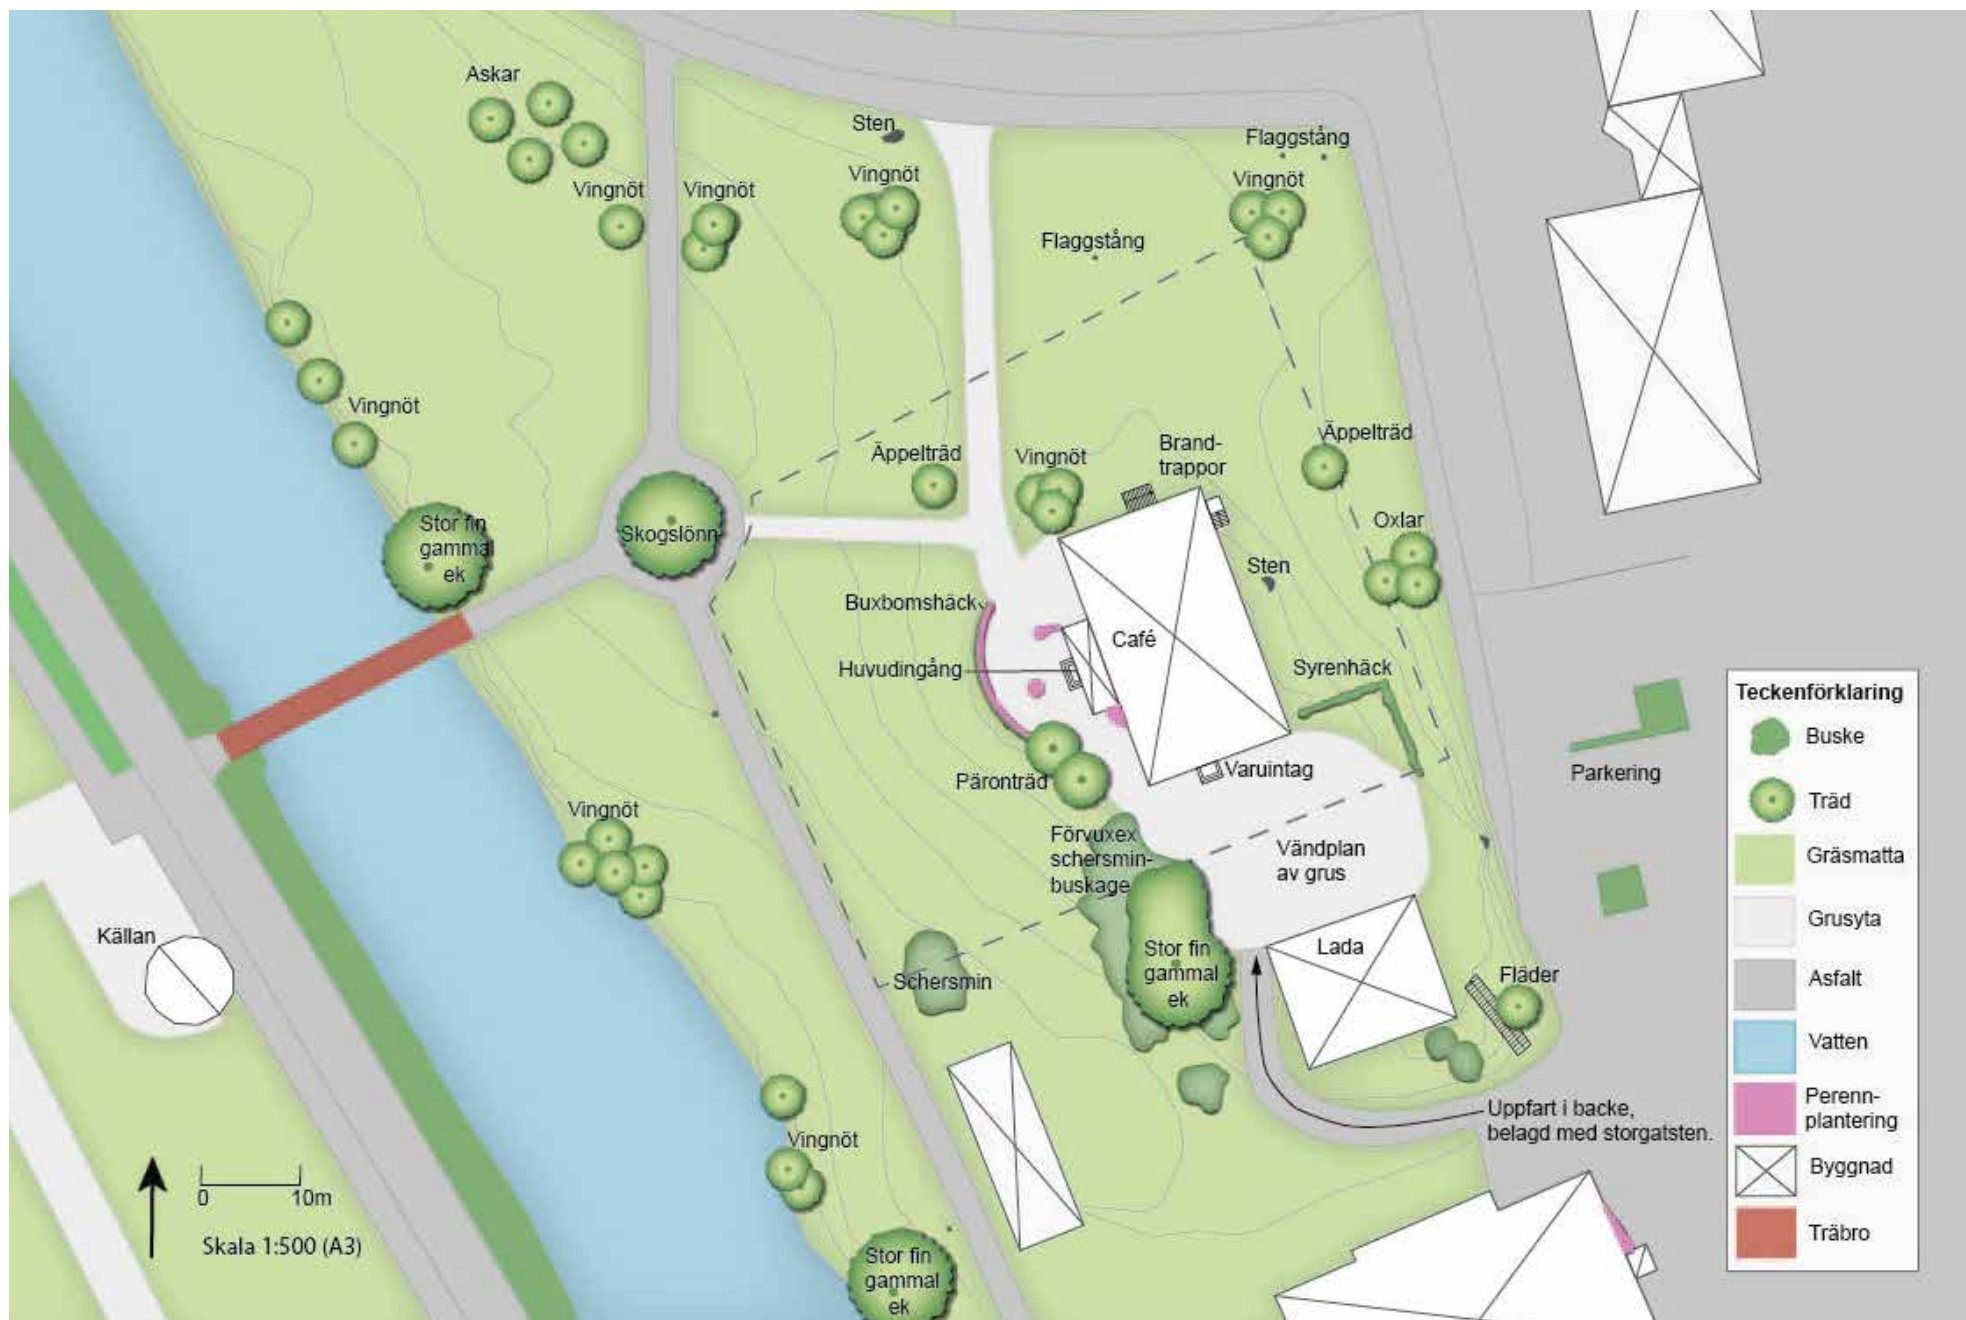 Askar
Sten
Flaggstång
Vingnöt
Vingnöt
Vingnöt
Vingnöt
Flaggstång
Vingnöt
Äppelträd
Äppelträd
Vingnöt
Brand-
trappor
Stor fin
gammal
ek
Skogslönn
Oxlar
Sten
Buxbomshäck
Café
Huvudingång
Syrenhäck
Päronträd
Varuintag
Parkering
Vingnöt
Förvuxex
schersmin-
buskage
Vändplan
av grus
Källan
Schersmin
Stor fin
gammal
ek
Lada
Fläder
Uppfart i backe,
belagd med storgatsten.
Vingnöt
Stor fin
gammal
ek
0 10m
Skala 1:500 (A3)
Teckenförklaring
Buske
Träd
Gräsmatta
Grusyta
Asfalt
Vatten
Perenn-
plantering
Byggnad
Träbro